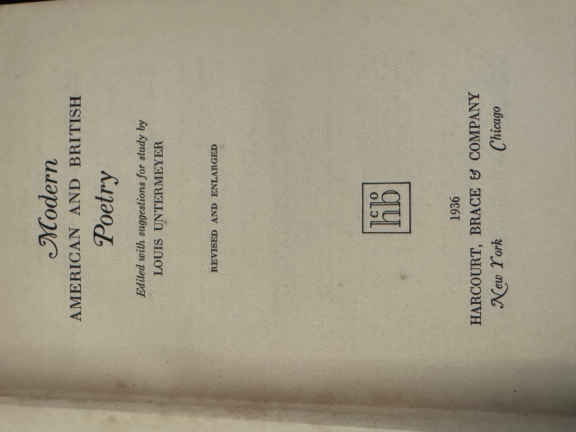 Modern
AMERICAN AND BRITISH
Poetry
Edited with suggestions for study by
LOUIS UNTERMEYER
REVISED AND ENLARGED
hb co
1936
HARCOURT, BRACE & COMPANY
New York Chicago